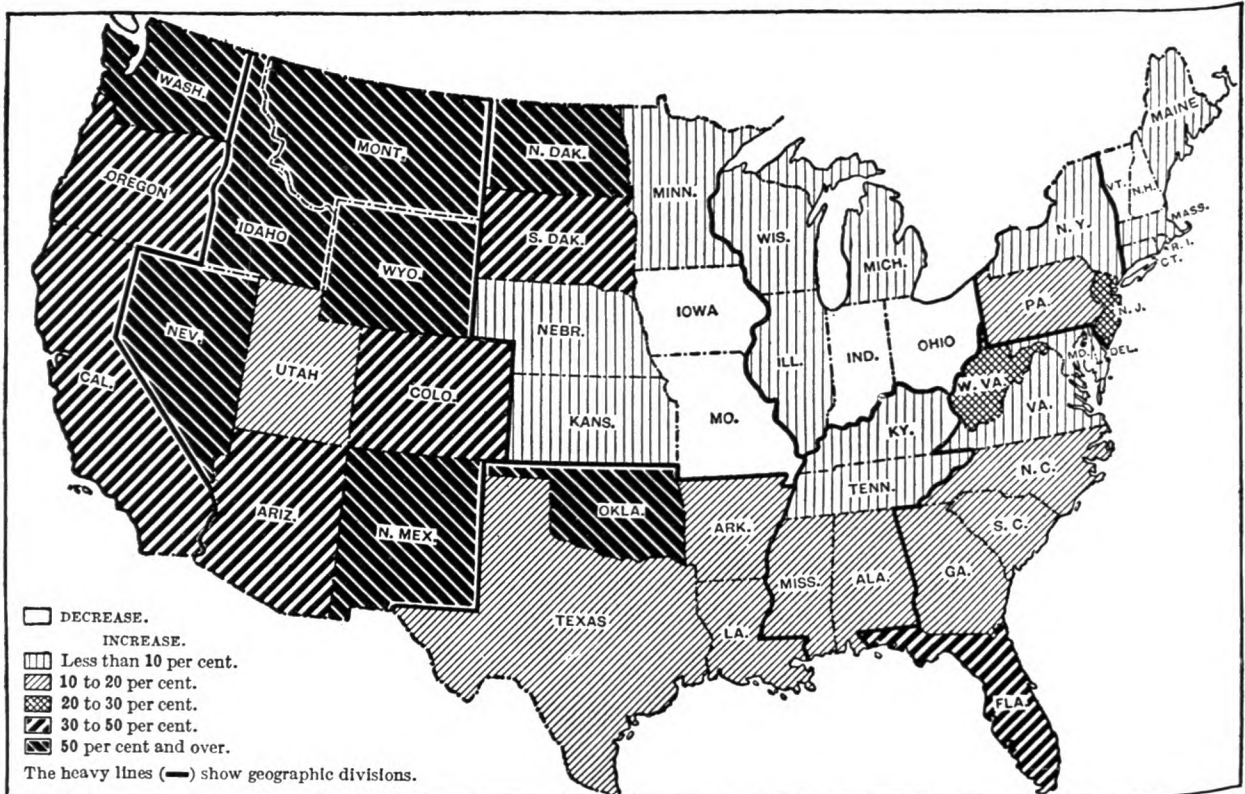 WASH.
MONT.
N. DAK.
MINN.
MAINE
OREGON
IDAHO
S. DAK.
WIS.
MICH.
VT.
N.H.
MASS.
N.Y.
R.I.
CT.
WYO.
NEV.
UTAH
NEBR.
IOWA
ILL.
IND.
OHIO
PA.
N.J.
MD.
DEL.
CAL.
COLO.
KANS.
MO.
KY.
W. VA.
VA.
ARIZ.
N. MEX.
OKLA.
ARK.
TENN.
N.C.
S.C.
TEXAS
LA.
MISS.
ALA.
GA.
FLA.
DECREASE.
INCREASE.
Less than 10 per cent.
10 to 20 per cent.
20 to 30 per cent.
30 to 50 per cent.
50 per cent and over.
The heavy lines (━) show geographic divisions.